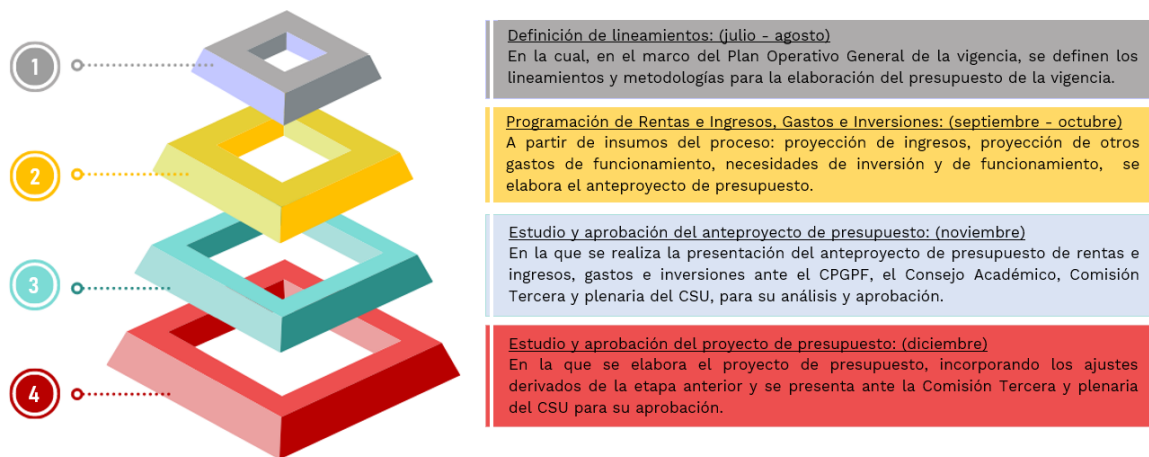 1
Definición de lineamientos: (julio - agosto)
En la cual, en el marco del Plan Operativo General de la vigencia, se definen los
lineamientos y metodologías para la elaboración del presupuesto de la vigencia.
2
Programación de Rentas e Ingresos, Gastos e Inversiones: (septiembre - octubre)
A partir de insumos del proceso: proyección de ingresos, proyección de otros
gastos de funcionamiento, necesidades de inversión y de funcionamiento, se
elabora el anteproyecto de presupuesto.
3
Estudio y aprobación del anteproyecto de presupuesto: (noviembre)
En la que se realiza la presentación del anteproyecto de presupuesto de rentas e
ingresos, gastos e inversiones ante el CPGPF, el Consejo Académico, Comisión
Tercera y plenaria del CSU, para su análisis y aprobación.
4
Estudio y aprobación del proyecto de presupuesto: (diciembre)
En la que se elabora el proyecto de presupuesto, incorporando los ajustes
derivados de la etapa anterior y se presenta ante la Comisión Tercera y plenaria
del CSU para su aprobación.